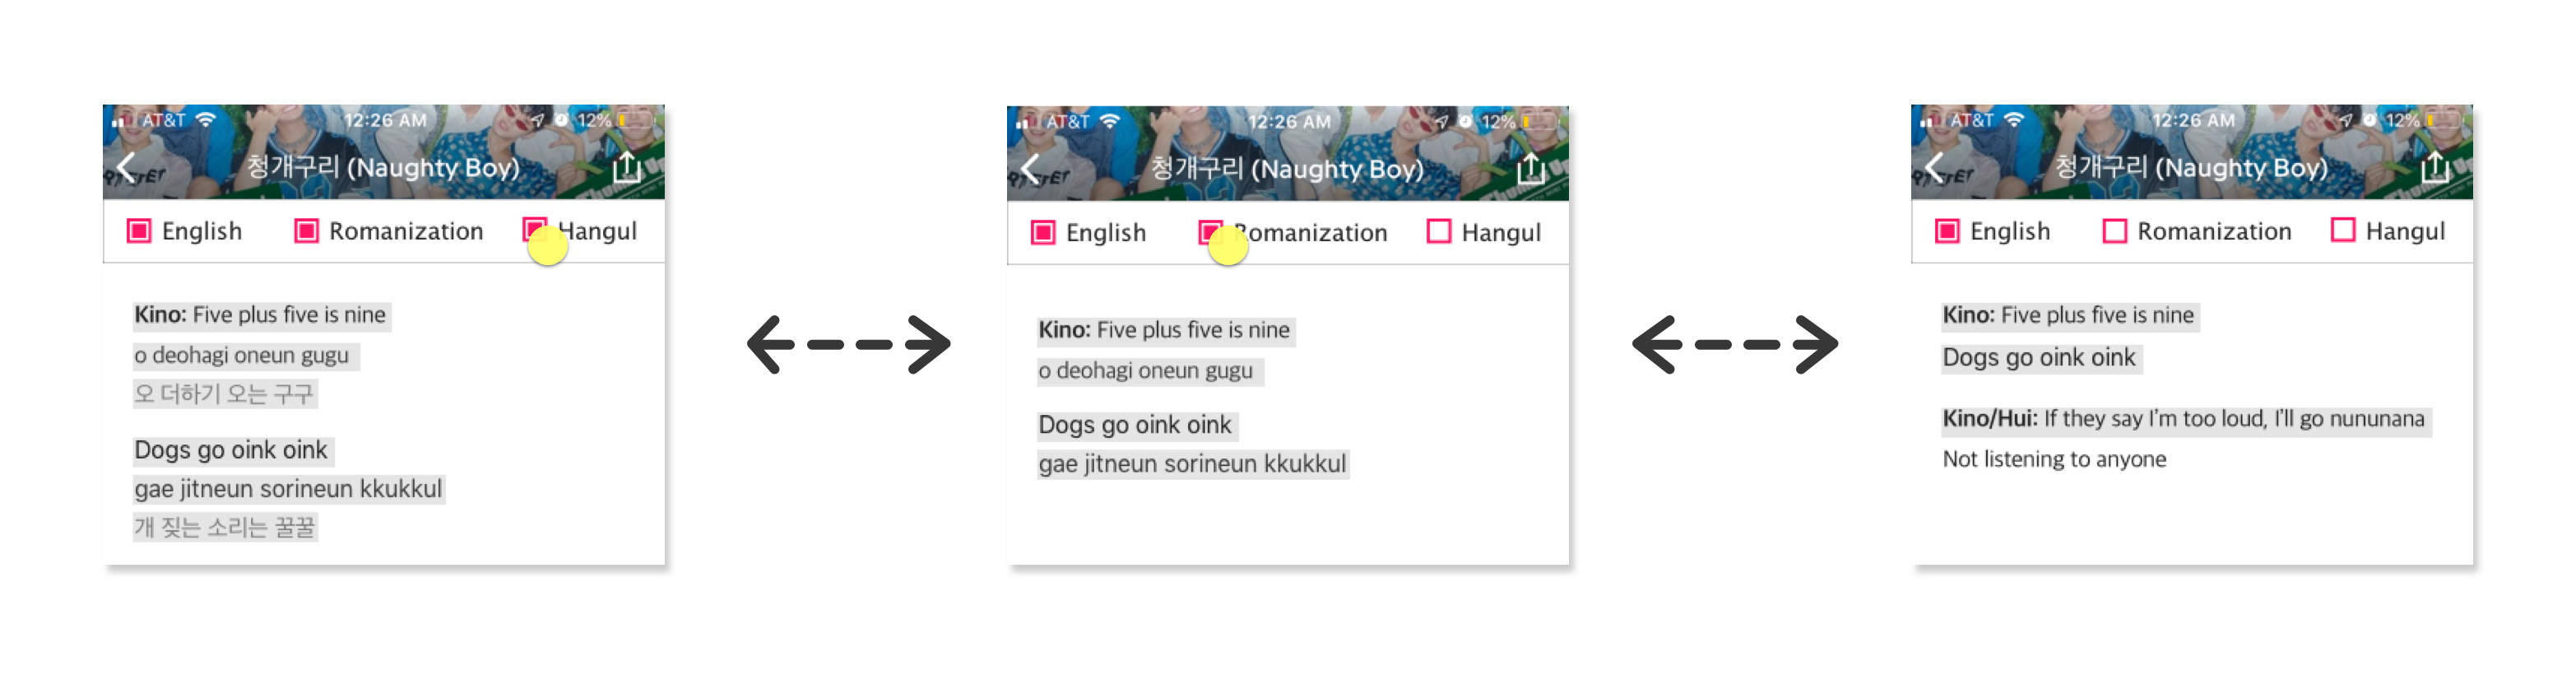 AT&T 12:26 AM 12%
청개구리 (Naughty Boy)
English Romanization Hangul
Kino: Five plus five is nine
o deohagi oneun gugu
오 더하기 오는 구구
Dogs go oink oink
gae jitneun sorineun kkukkul
개 짖는 소리는 꿀꿀
AT&T 12:26 AM 12%
청개구리 (Naughty Boy)
English Romanization Hangul
Kino: Five plus five is nine
o deohagi oneun gugu
Dogs go oink oink
gae jitneun sorineun kkukkul
AT&T 12:26 AM 12%
청개구리 (Naughty Boy)
English Romanization Hangul
Kino: Five plus five is nine
Dogs go oink oink
Kino/Hui: If they say I'm too loud, I'll go nununana
Not listening to anyone